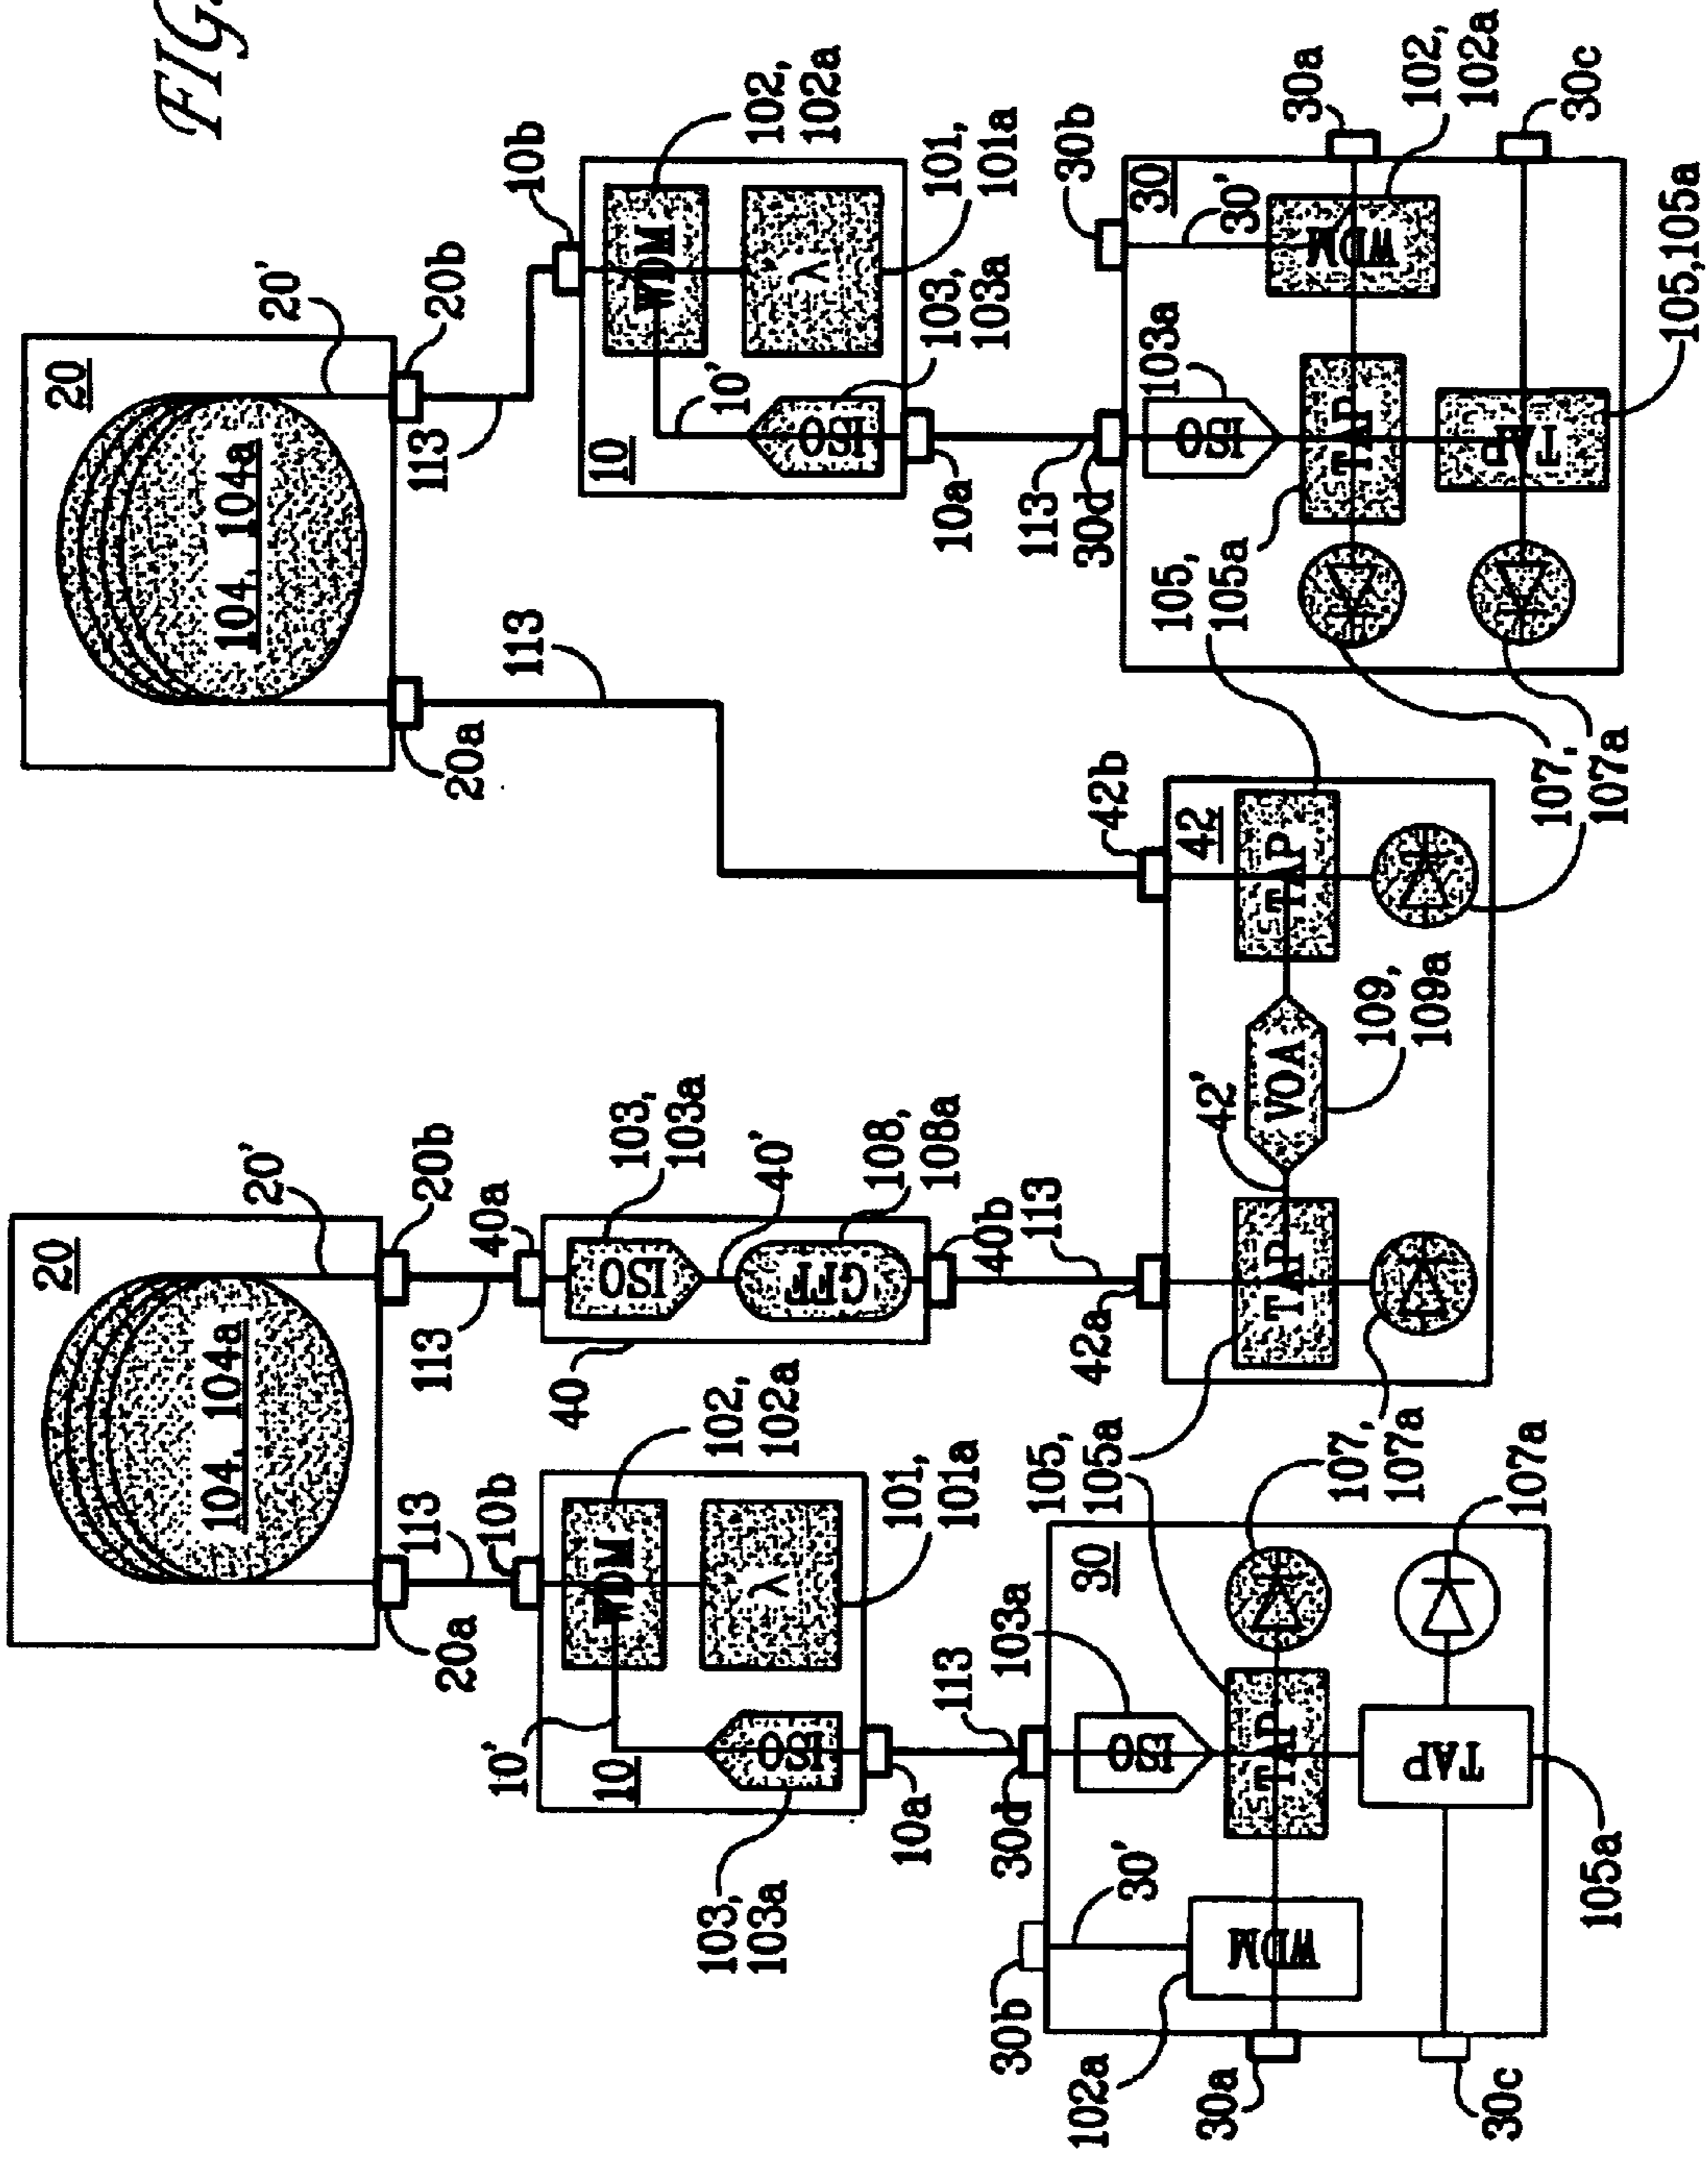 FIG.
20
104, 104a
20'
20a
20b
113
113
10b
40a
10'
10
WDM
102,
102a
λ
101,
101a
ISO
103,
103a
10a
40
ISO
103,
103a
40'
GFF
108,
108a
40b
113
113
30d
103a
30b
30'
30
ISO
105,
105a
WDM
102a
TAP
107,
107a
30a
TAP
105a
107a
30c
42a
42b
42
42'
TAP
VOA
TAP
109,
109a
20
104, 104a
20'
20a
20b
113
113
10b
10
10'
WDM
102,
102a
λ
101,
101a
ISO
103,
103a
10a
113
30d
30b
30
30'
ISO
103a
105,
105a
TAP
WDM
30a
102,
102a
TAP
30c
105,105a
107,
107a